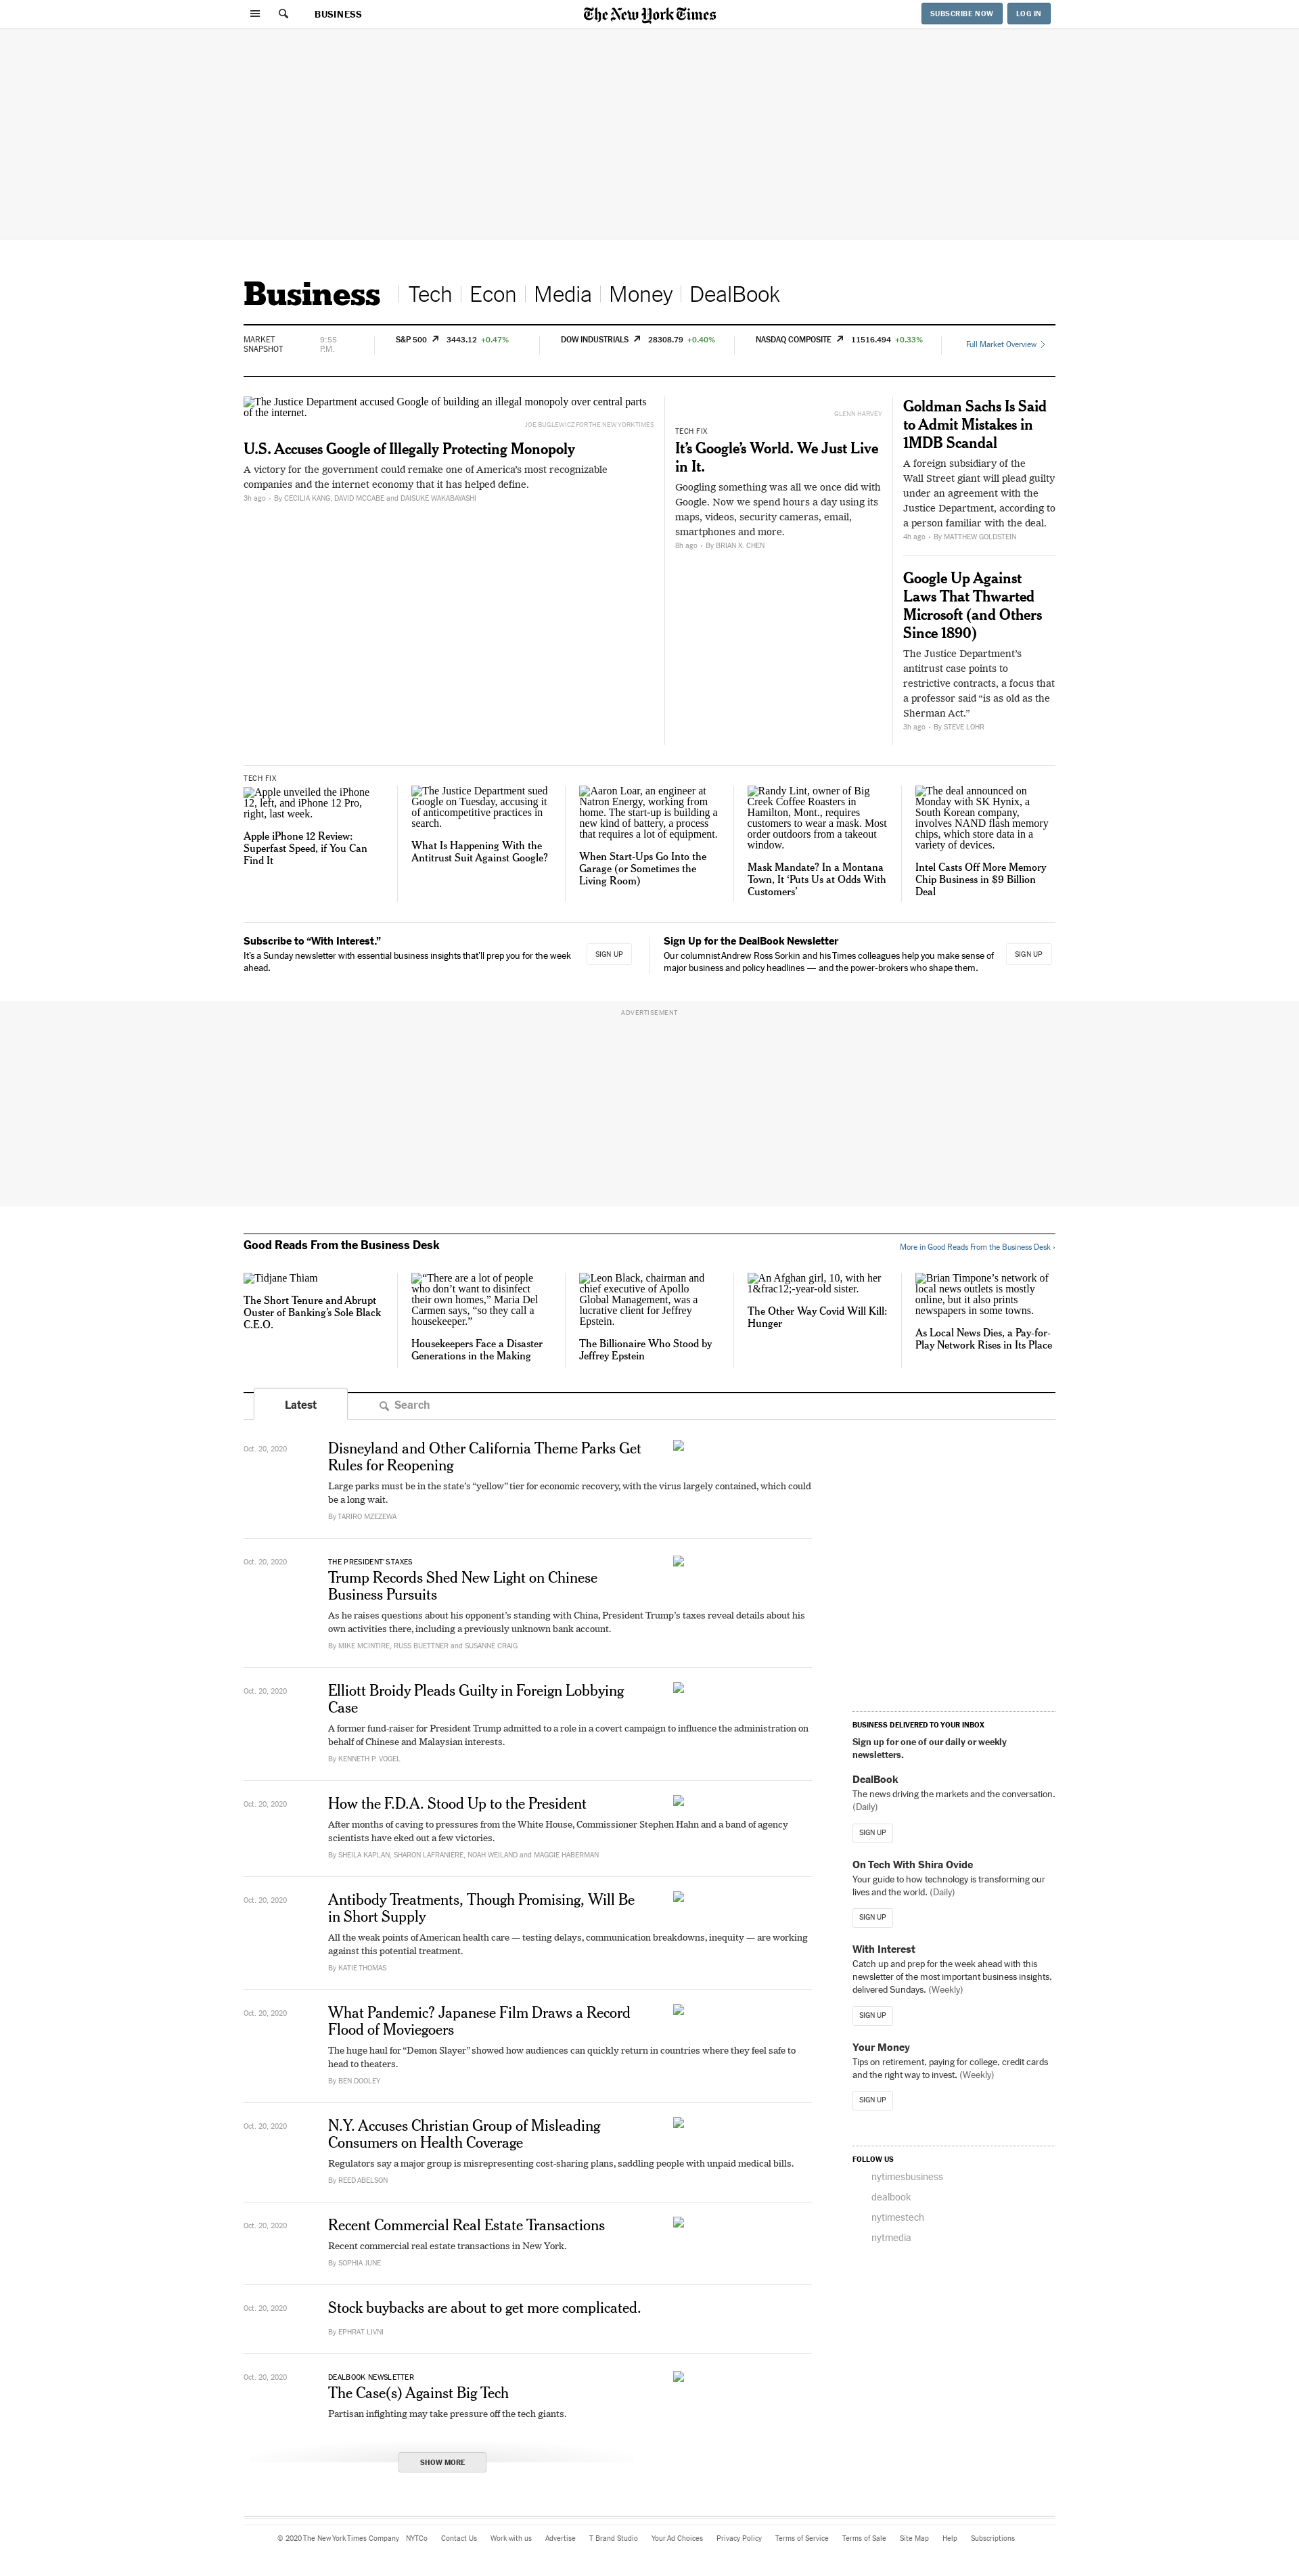 BUSINESS
The New York Times
SUBSCRIBE NOW
LOG IN
Business
Tech
Econ
Media
Money
DealBook
MARKET
SNAPSHOT
9:55
P.M.
S&P 500 3443.12 +0.47%
DOW INDUSTRIALS 28308.79 +0.40%
NASDAQ COMPOSITE 11516.494 +0.33%
Full Market Overview
The Justice Department accused Google of building an illegal monopoly over central parts
of the internet.
JOE BUGLEWICZ FOR THE NEW YORK TIMES
U.S. Accuses Google of Illegally Protecting Monopoly
A victory for the government could remake one of America's most recognizable
companies and the internet economy that it has helped define.
3h ago • By CECILIA KANG, DAVID MCCABE and DAISUKE WAKABAYASHI
GLENN HARVEY
TECH FIX
It's Google's World. We Just Live
in It.
Googling something was all we once did with
Google. Now we spend hours a day using its
maps, videos, security cameras, email,
smartphones and more.
8h ago • By BRIAN X. CHEN
Goldman Sachs Is Said
to Admit Mistakes in
1MDB Scandal
A foreign subsidiary of the
Wall Street giant will plead guilty
under an agreement with the
Justice Department, according to
a person familiar with the deal.
4h ago • By MATTHEW GOLDSTEIN
Google Up Against
Laws That Thwarted
Microsoft (and Others
Since 1890)
The Justice Department's
antitrust case points to
restrictive contracts, a focus that
a professor said “is as old as the
Sherman Act.”
3h ago • By STEVE LOHR
TECH FIX
Apple unveiled the iPhone
12, left, and iPhone 12 Pro,
right, last week.
Apple iPhone 12 Review:
Superfast Speed, if You Can
Find It
The Justice Department sued
Google on Tuesday, accusing it
of anticompetitive practices in
search.
What Is Happening With the
Antitrust Suit Against Google?
Aaron Loar, an engineer at
Natron Energy, working from
home. The start-up is building a
new kind of battery, a process
that requires a lot of equipment.
When Start-Ups Go Into the
Garage (or Sometimes the
Living Room)
Randy Lint, owner of Big
Creek Coffee Roasters in
Hamilton, Mont., requires
customers to wear a mask. Most
order outdoors from a takeout
window.
Mask Mandate? In a Montana
Town, It ‘Puts Us at Odds With
Customers’
The deal announced on
Monday with SK Hynix, a
South Korean company,
involves NAND flash memory
chips, which store data in a
variety of devices.
Intel Casts Off More Memory
Chip Business in $9 Billion
Deal
Subscribe to “With Interest.”
It's a Sunday newsletter with essential business insights that'll prep you for the week
ahead.
SIGN UP
Sign Up for the DealBook Newsletter
Our columnist Andrew Ross Sorkin and his Times colleagues help you make sense of
major business and policy headlines — and the power-brokers who shape them.
SIGN UP
ADVERTISEMENT
Good Reads From the Business Desk
More in Good Reads From the Business Desk ›
Tidjane Thiam
The Short Tenure and Abrupt
Ouster of Banking's Sole Black
C.E.O.
“There are a lot of people
who don't want to disinfect
their own homes,” Maria Del
Carmen says, “so they call a
housekeeper.”
Housekeepers Face a Disaster
Generations in the Making
Leon Black, chairman and
chief executive of Apollo
Global Management, was a
lucrative client for Jeffrey
Epstein.
The Billionaire Who Stood by
Jeffrey Epstein
An Afghan girl, 10, with her
1&frac12;-year-old sister.
The Other Way Covid Will Kill:
Hunger
Brian Timpone's network of
local news outlets is mostly
online, but it also prints
newspapers in some towns.
As Local News Dies, a Pay-for-
Play Network Rises in Its Place
Latest
Search
Oct. 20, 2020
Disneyland and Other California Theme Parks Get
Rules for Reopening
Large parks must be in the state's “yellow” tier for economic recovery, with the virus largely contained, which could
be a long wait.
By TARIRO MZEZEWA
Oct. 20, 2020
THE PRESIDENT'S TAXES
Trump Records Shed New Light on Chinese
Business Pursuits
As he raises questions about his opponent's standing with China, President Trump's taxes reveal details about his
own activities there, including a previously unknown bank account.
By MIKE MCINTIRE, RUSS BUETTNER and SUSANNE CRAIG
Oct. 20, 2020
Elliott Broidy Pleads Guilty in Foreign Lobbying
Case
A former fund-raiser for President Trump admitted to a role in a covert campaign to influence the administration on
behalf of Chinese and Malaysian interests.
By KENNETH P. VOGEL
Oct. 20, 2020
How the F.D.A. Stood Up to the President
After months of caving to pressures from the White House, Commissioner Stephen Hahn and a band of agency
scientists have eked out a few victories.
By SHEILA KAPLAN, SHARON LAFRANIERE, NOAH WEILAND and MAGGIE HABERMAN
Oct. 20, 2020
Antibody Treatments, Though Promising, Will Be
in Short Supply
All the weak points of American health care — testing delays, communication breakdowns, inequity — are working
against this potential treatment.
By KATIE THOMAS
Oct. 20, 2020
What Pandemic? Japanese Film Draws a Record
Flood of Moviegoers
The huge haul for “Demon Slayer” showed how audiences can quickly return in countries where they feel safe to
head to theaters.
By BEN DOOLEY
Oct. 20, 2020
N.Y. Accuses Christian Group of Misleading
Consumers on Health Coverage
Regulators say a major group is misrepresenting cost-sharing plans, saddling people with unpaid medical bills.
By REED ABELSON
Oct. 20, 2020
Recent Commercial Real Estate Transactions
Recent commercial real estate transactions in New York.
By SOPHIA JUNE
Oct. 20, 2020
Stock buybacks are about to get more complicated.
By EPHRAT LIVNI
Oct. 20, 2020
DEALBOOK NEWSLETTER
The Case(s) Against Big Tech
Partisan infighting may take pressure off the tech giants.
SHOW MORE
BUSINESS DELIVERED TO YOUR INBOX
Sign up for one of our daily or weekly
newsletters.
DealBook
The news driving the markets and the conversation.
(Daily)
SIGN UP
On Tech With Shira Ovide
Your guide to how technology is transforming our
lives and the world. (Daily)
SIGN UP
With Interest
Catch up and prep for the week ahead with this
newsletter of the most important business insights,
delivered Sundays. (Weekly)
SIGN UP
Your Money
Tips on retirement, paying for college, credit cards
and the right way to invest. (Weekly)
SIGN UP
FOLLOW US
nytimesbusiness
dealbook
nytimestech
nytmedia
© 2020 The New York Times Company NYTCo Contact Us Work with us Advertise T Brand Studio Your Ad Choices Privacy Policy Terms of Service Terms of Sale Site Map Help Subscriptions